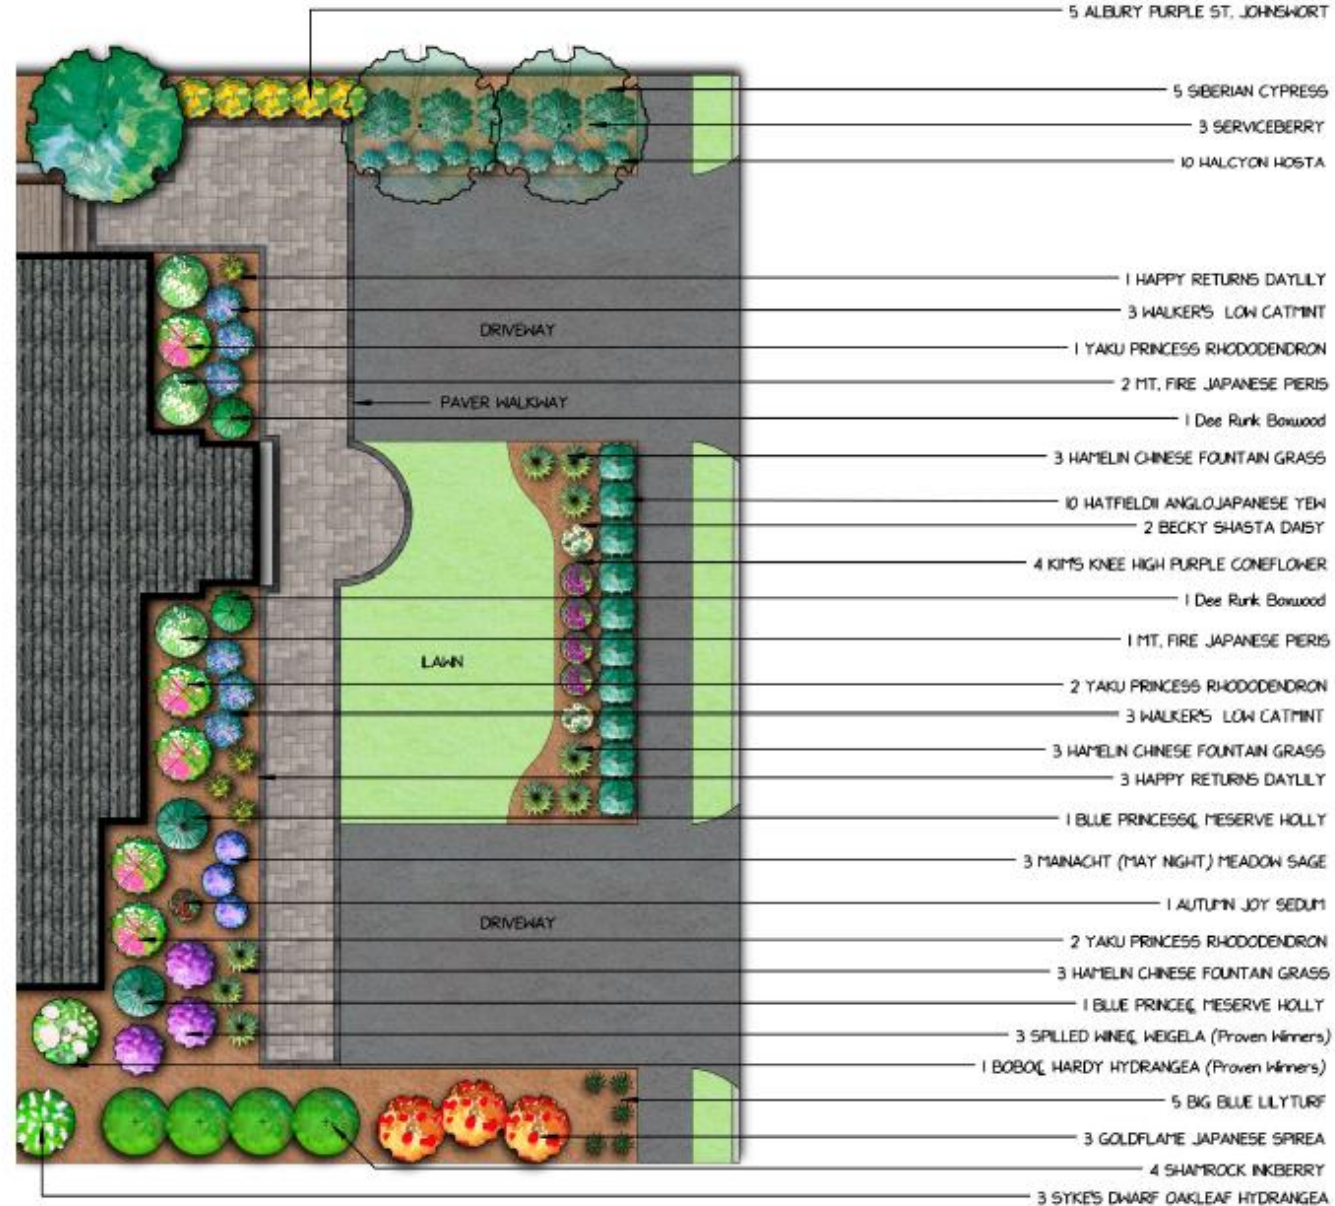 5 ALBURY PURPLE ST. JOHNSWORT
5 SIBERIAN CYPRESS
3 SERVICEBERRY
10 HALCYON HOSTA
1 HAPPY RETURNS DAYLILY
3 WALKER'S LOW CATMINT
DRIVEWAY
1 YAKU PRINCESS RHODODENDRON
2 MT. FIRE JAPANESE PIERIS
PAVER WALKWAY
1 Dee Runk Boxwood
3 HAMELIN CHINESE FOUNTAIN GRASS
10 HATFIELDII ANGLOJAPANESE YEW
2 BECKY SHASTA DAISY
4 KIM'S KNEE HIGH PURPLE CONEFLOWER
1 Dee Runk Boxwood
1 MT. FIRE JAPANESE PIERIS
LAWN
2 YAKU PRINCESS RHODODENDRON
3 WALKER'S LOW CATMINT
3 HAMELIN CHINESE FOUNTAIN GRASS
3 HAPPY RETURNS DAYLILY
1 BLUE PRINCESS₢ MESERVE HOLLY
3 MAINACHT (MAY NIGHT) MEADOW SAGE
1 AUTUMN JOY SEDUM
DRIVEWAY
2 YAKU PRINCESS RHODODENDRON
3 HAMELIN CHINESE FOUNTAIN GRASS
1 BLUE PRINCE₢ MESERVE HOLLY
3 SPILLED WINE₢ WEIGELA (Proven Winners)
1 BOBO₢ HARDY HYDRANGEA (Proven Winners)
5 BIG BLUE LILYTURF
3 GOLDFLAME JAPANESE SPIREA
4 SHAMROCK INKBERRY
3 SYKE'S DWARF OAKLEAF HYDRANGEA